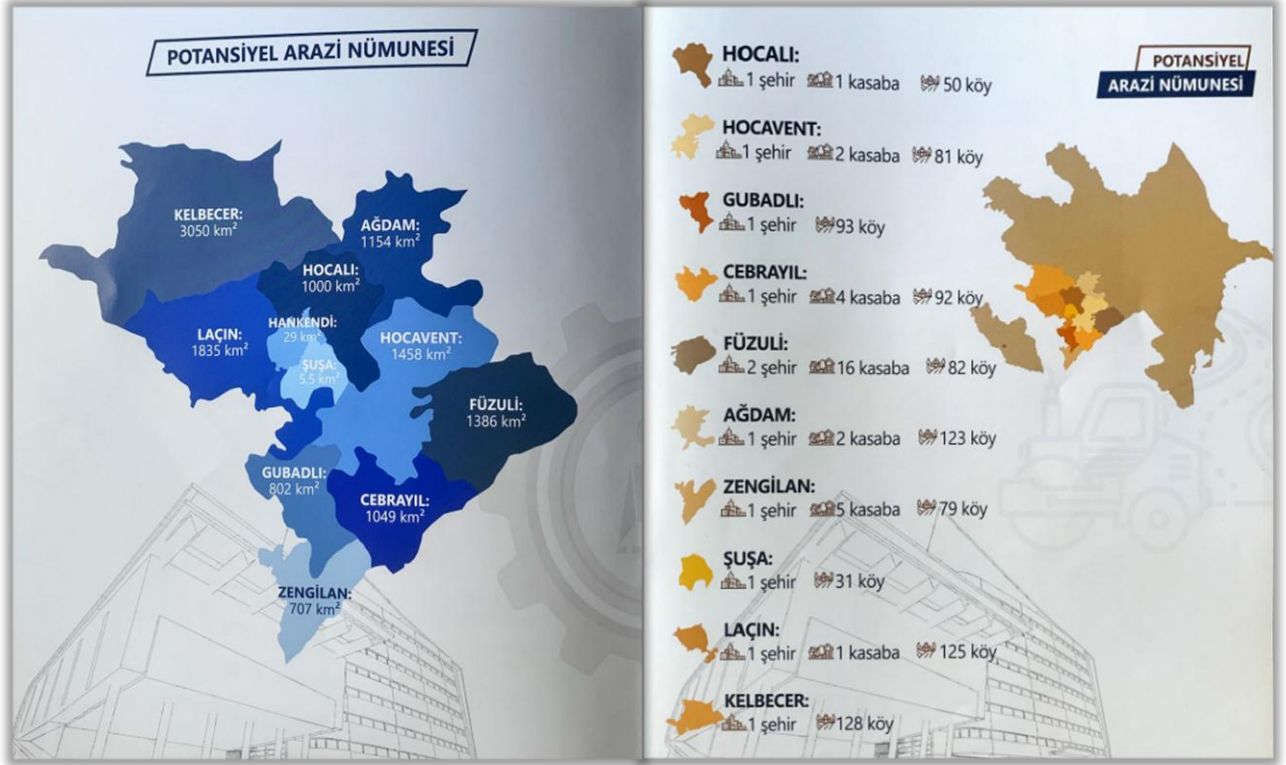 POTANSİYEL ARAZİ NÜMUNESİ
KELBECER:
3050 km²
AĞDAM:
1154 km²
HOCALI:
1000 km²
HANKENDİ:
29 km²
LAÇIN:
1835 km²
HOCAVENT:
1458 km²
ŞUŞA:
5.5 km²
FÜZULİ:
1386 km²
GUBADLI:
802 km²
CEBRAYIL:
1049 km²
ZENGİLAN:
707 km²
POTANSİYEL
ARAZİ NÜMUNESİ
HOCALI:
1 şehir 1 kasaba 50 köy
HOCAVENT:
1 şehir 2 kasaba 81 köy
GUBADLI:
1 şehir 93 köy
CEBRAYIL:
1 şehir 4 kasaba 92 köy
FÜZULİ:
2 şehir 16 kasaba 82 köy
AĞDAM:
1 şehir 2 kasaba 123 köy
ZENGİLAN:
1 şehir 5 kasaba 79 köy
ŞUŞA:
1 şehir 31 köy
LAÇIN:
1 şehir 1 kasaba 125 köy
KELBECER:
1 şehir 128 köy